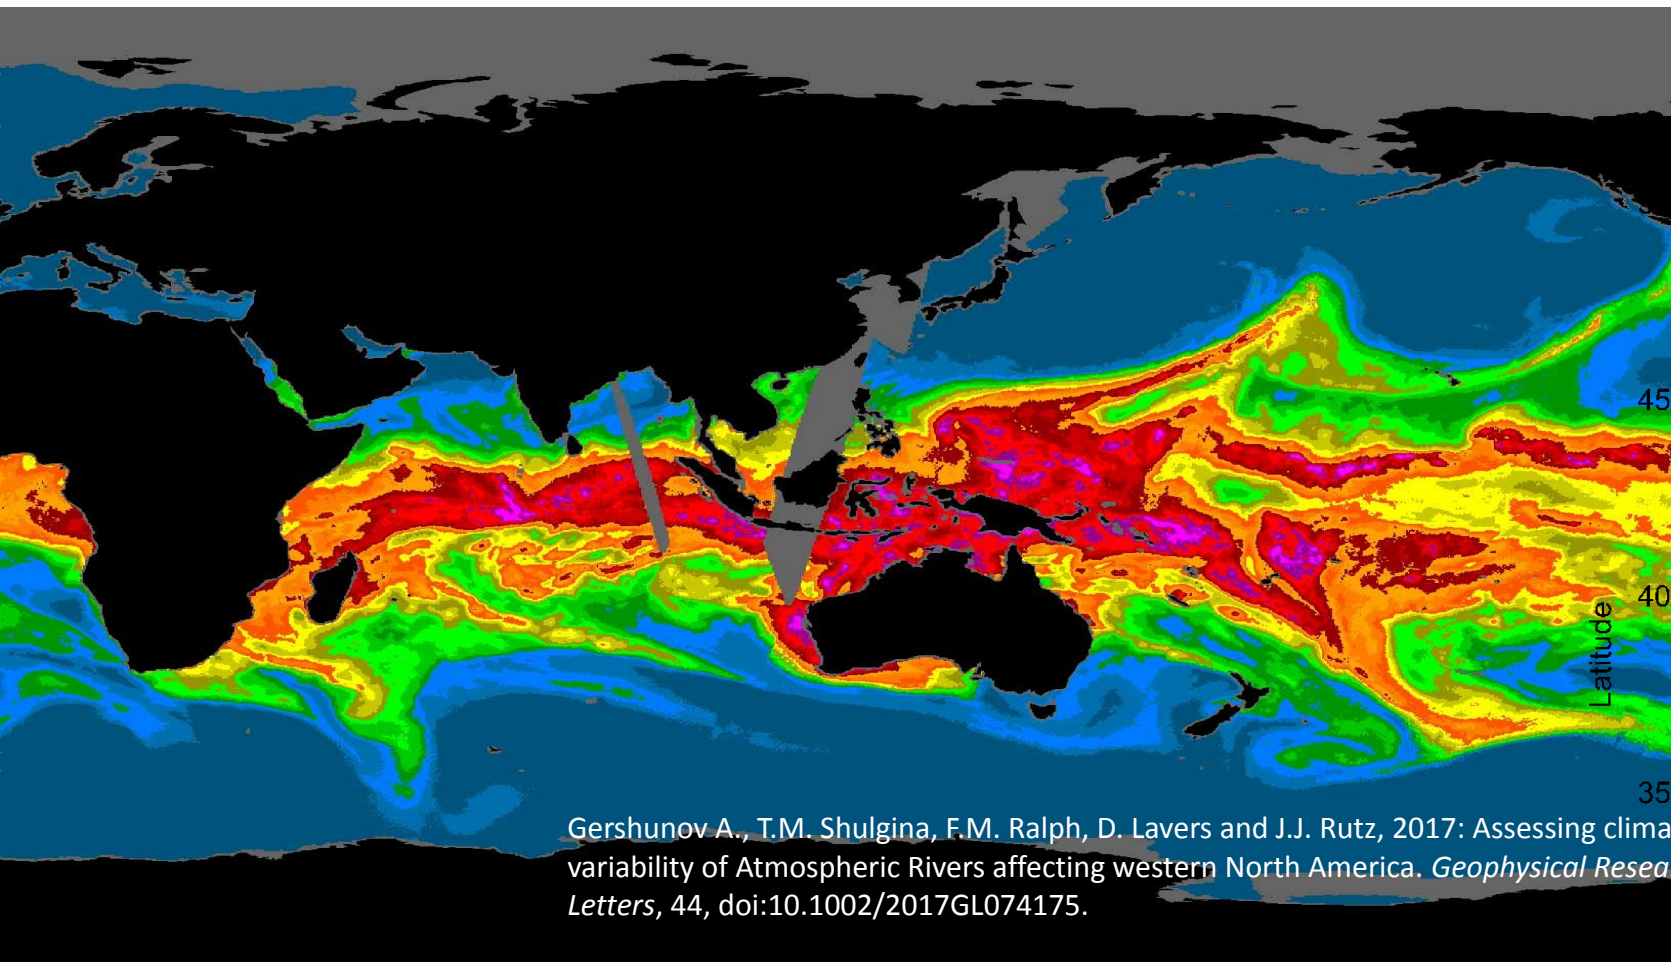 45
40
Latitude
35
Gershunov A., T.M. Shulgina, F.M. Ralph, D. Lavers and J.J. Rutz, 2017: Assessing clima
variability of Atmospheric Rivers affecting western North America. Geophysical Resea
Letters, 44, doi:10.1002/2017GL074175.